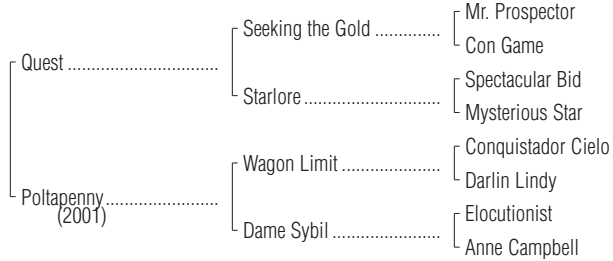 Mr. Prospector
Seeking the Gold ..............
Con Game
Quest ................................
Spectacular Bid
Starlore .............................
Mysterious Star
Conquistador Cielo
Wagon Limit .....................
Darlin Lindy
Poltapenny ........................
(2001)
Elocutionist
Dame Sybil .......................
Anne Campbell